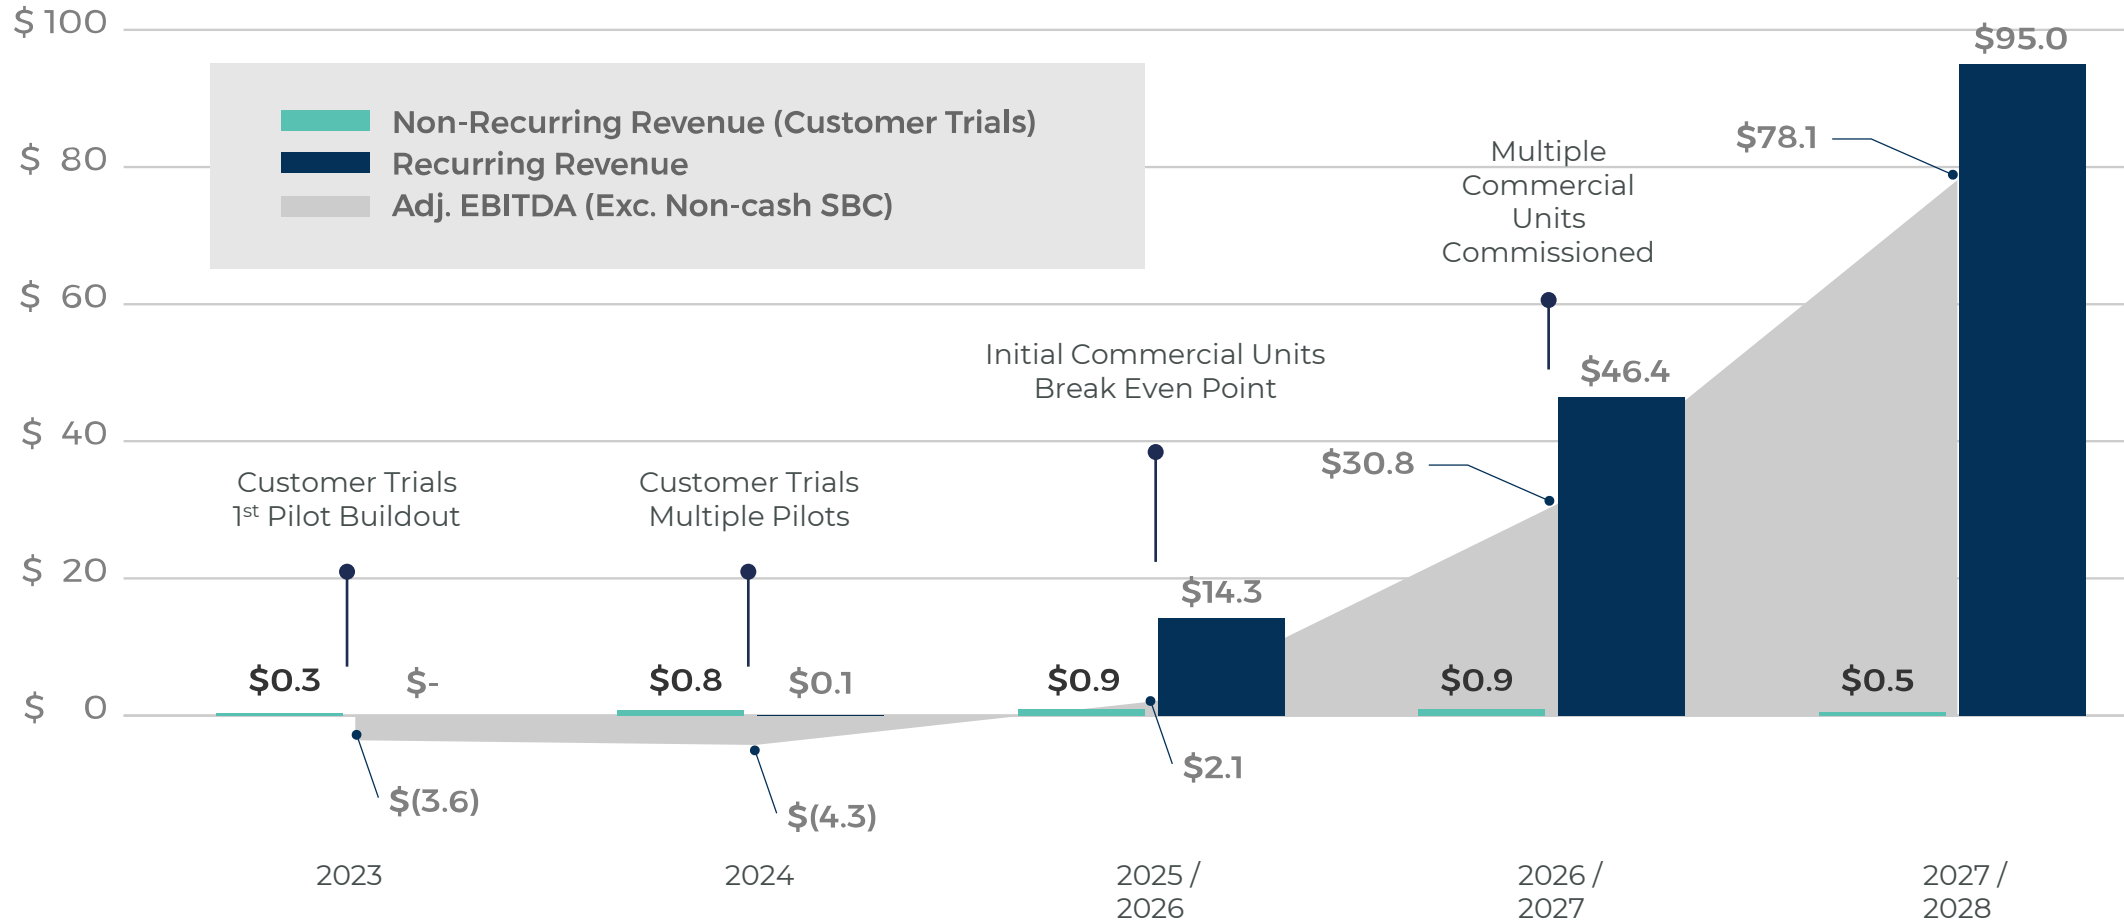 $ 100
$ 80
$ 60
$ 40
$ 20
$ 0
Non-Recurring Revenue (Customer Trials)
Recurring Revenue
Adj. EBITDA (Exc. Non-cash SBC)
Customer Trials
1st Pilot Buildout
$0.3
$-
$(3.6)
Customer Trials
Multiple Pilots
$0.8
$0.1
$(4.3)
Initial Commercial Units
Break Even Point
$0.9
$14.3
$2.1
Multiple
Commercial
Units
Commissioned
$30.8
$0.9
$46.4
$78.1
$0.5
$95.0
2023
2024
2025 /
2026
2026 /
2027
2027 /
2028